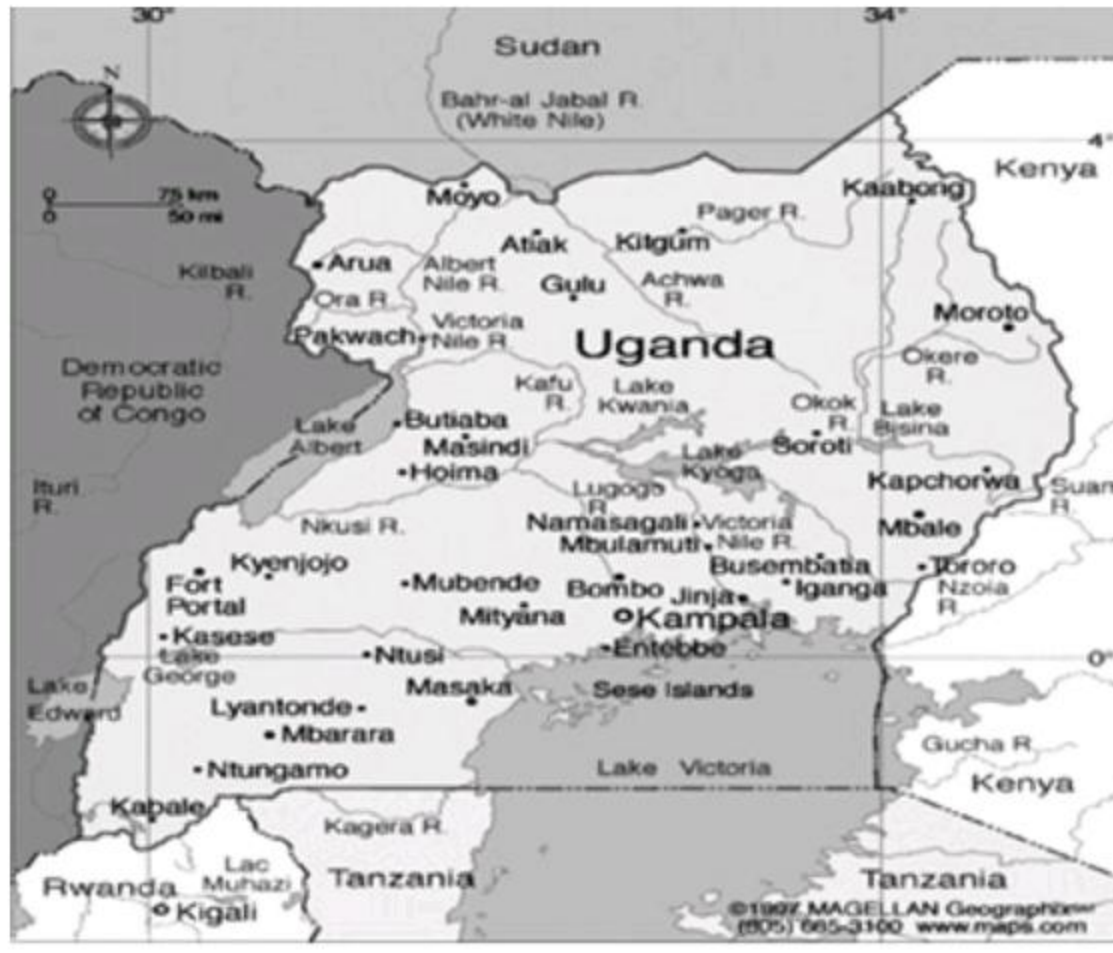 30°
34°
Sudan
N
Bahr-al Jabal R.
(White Nile)
4°
Kenya
0
75 km
0
50 mi
Moyo
Kaabong
Pager R.
Atiak
Kitgum
Arua
Albert
Nile R.
Kilbali
R.
Gulu
Achwa
R.
Ora R.
Moroto
Pakwach
Victoria
Nile R
Uganda
Okere
R.
Democratic
Republic
of Congo
Kafu
R.
Lake
Kwania
Okok
R.
Lake
Bisina
Butiaba
Lake
Albert
Masindi
Soroti
Hoima
Lake
Kyoga
Kapchorwa
Suam
R.
Ituri
R.
Lugogo
R
Nkusi R.
Namasagali
Victoria
Nile R.
Mbale
Mbulamuti
Kyenjojo
Busembatia
Tororo
Fort
Portal
Mubende
Bombo
Jinja
Iganga
Nzoia
R
Mityana
Kampala
Kasese
Entebbe
Lake
George
Ntusi
0°
Lake
Edward
Masaka
Sese Islands
Lyantonde
Mbarara
Gucha R.
Ntungamo
Lake Victoria
Kenya
Kabale
Kagera R.
Lac
Muhazi
Rwanda
Tanzania
Tanzania
Kigali
©1997 MAGELLAN Geographix
(805) 685-3100 www.maps.com